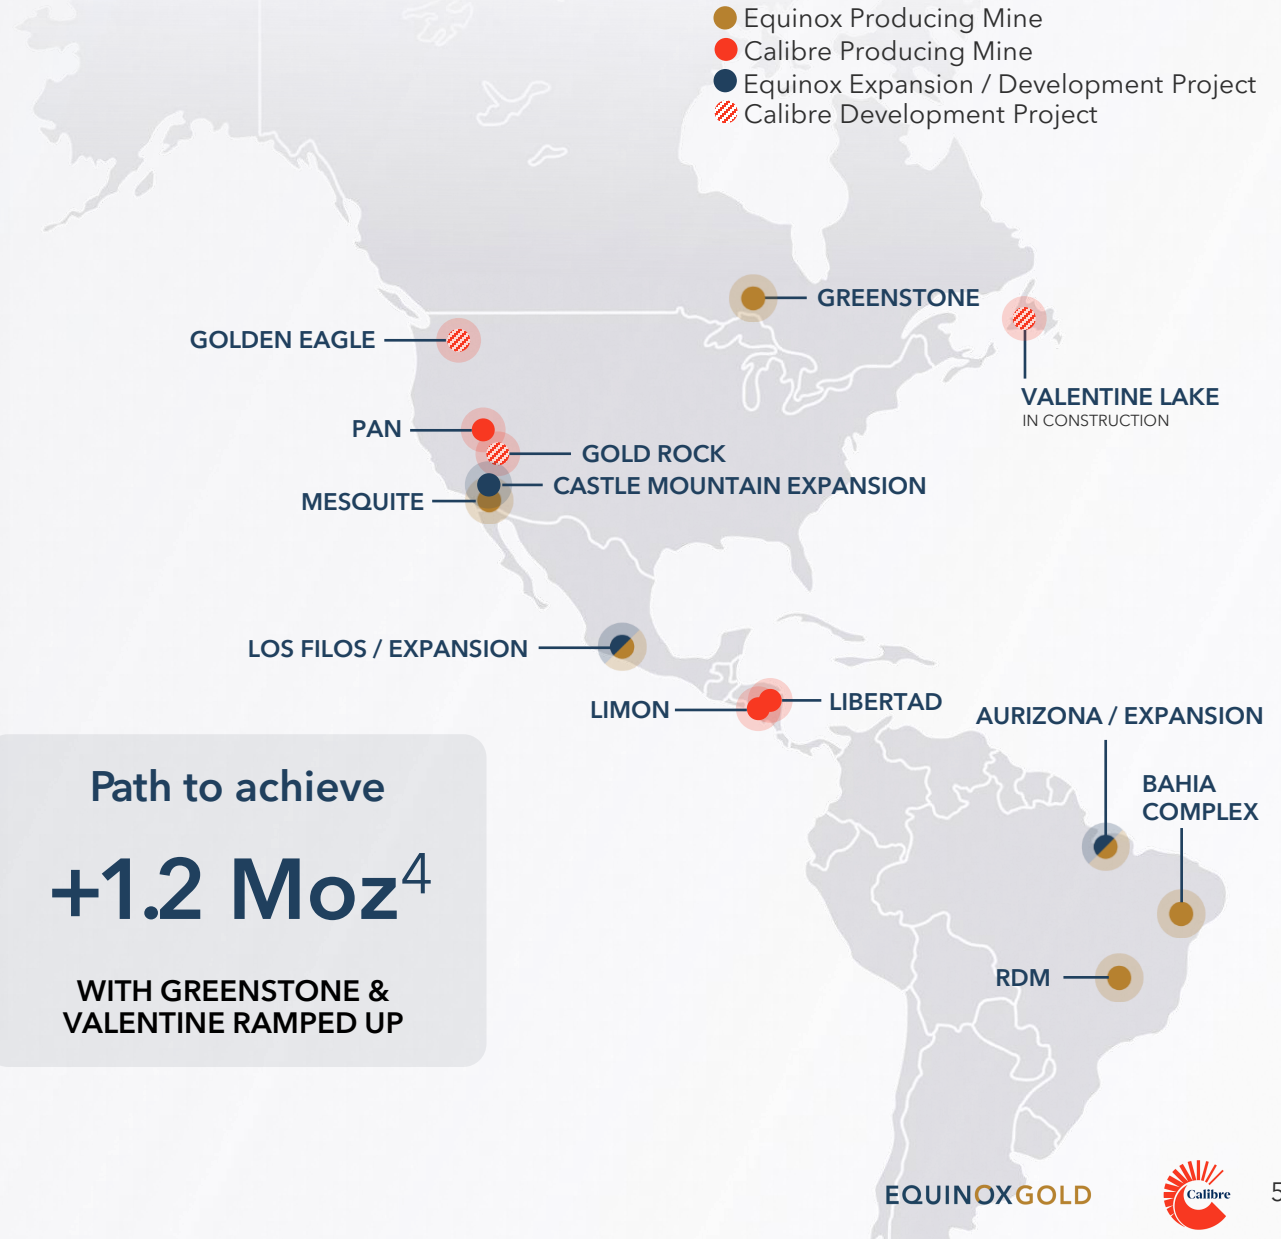 Equinox Producing Mine
Calibre Producing Mine
Equinox Expansion / Development Project
Calibre Development Project
GREENSTONE
GOLDEN EAGLE
VALENTINE LAKE
IN CONSTRUCTION
PAN
GOLD ROCK
CASTLE MOUNTAIN EXPANSION
MESQUITE
LOS FILOS / EXPANSION
LIMON
LIBERTAD
AURIZONA / EXPANSION
BAHIA
COMPLEX
RDM
Path to achieve
+1.2 Moz4
WITH GREENSTONE &
VALENTINE RAMPED UP
EQUINOXGOLD
Calibre
5